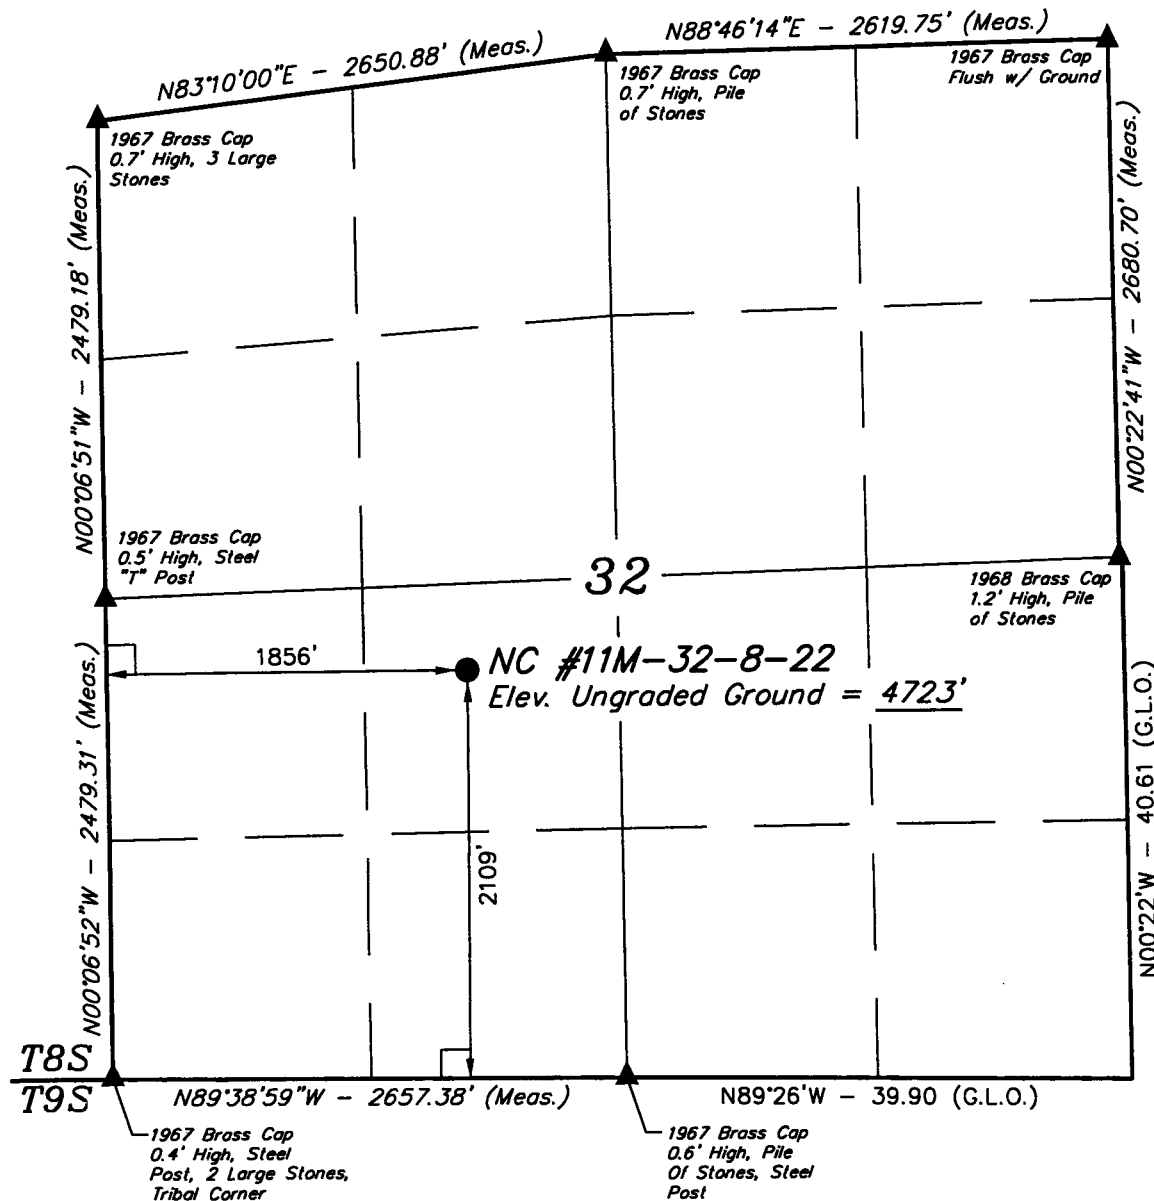 N88°46'14"E - 2619.75' (Meas.)
N83°10'00"E - 2650.88' (Meas.)
1967 Brass Cap
0.7' High, Pile
of Stones
1967 Brass Cap
Flush w/ Ground
1967 Brass Cap
0.7' High, 3 Large
Stones
N00°06'51"W - 2479.18' (Meas.)
N00°22'41"W - 2680.70' (Meas.)
1967 Brass Cap
0.5' High, Steel
"T" Post
32
1968 Brass Cap
1.2' High, Pile
of Stones
1856'
NC #11M-32-8-22
Elev. Ungraded Ground = 4723'
N00°06'52"W - 2479.31' (Meas.)
2109'
N00°22'W - 40.61 (G.L.O.)
T8S
T9S
N89°38'59"W - 2657.38' (Meas.)
N89°26'W - 39.90 (G.L.O.)
1967 Brass Cap
0.4' High, Steel
Post, 2 Large Stones,
Tribal Corner
1967 Brass Cap
0.6' High, Pile
Of Stones, Steel
Post